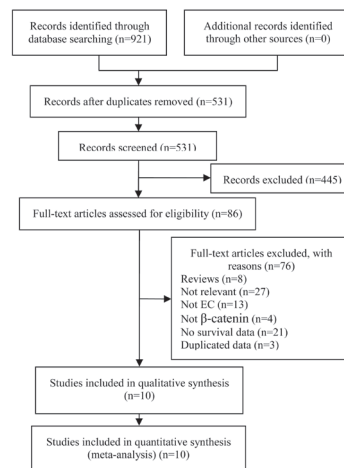 Records identified through
database searching (n=921)
Additional records identified
through other sources (n=0)
Records after duplicates removed (n=531)
Records screened (n=531)
Records excluded (n=445)
Full-text articles assessed for eligibility (n=86)
Full-text articles excluded, with
reasons (n=76)
Reviews (n=8)
Not relevant (n=27)
Not EC (n=13)
Not β-catenin (n=4)
No survival data (n=21)
Duplicated data (n=3)
Studies included in qualitative synthesis
(n=10)
Studies included in quantitative synthesis
(meta-analysis) (n=10)